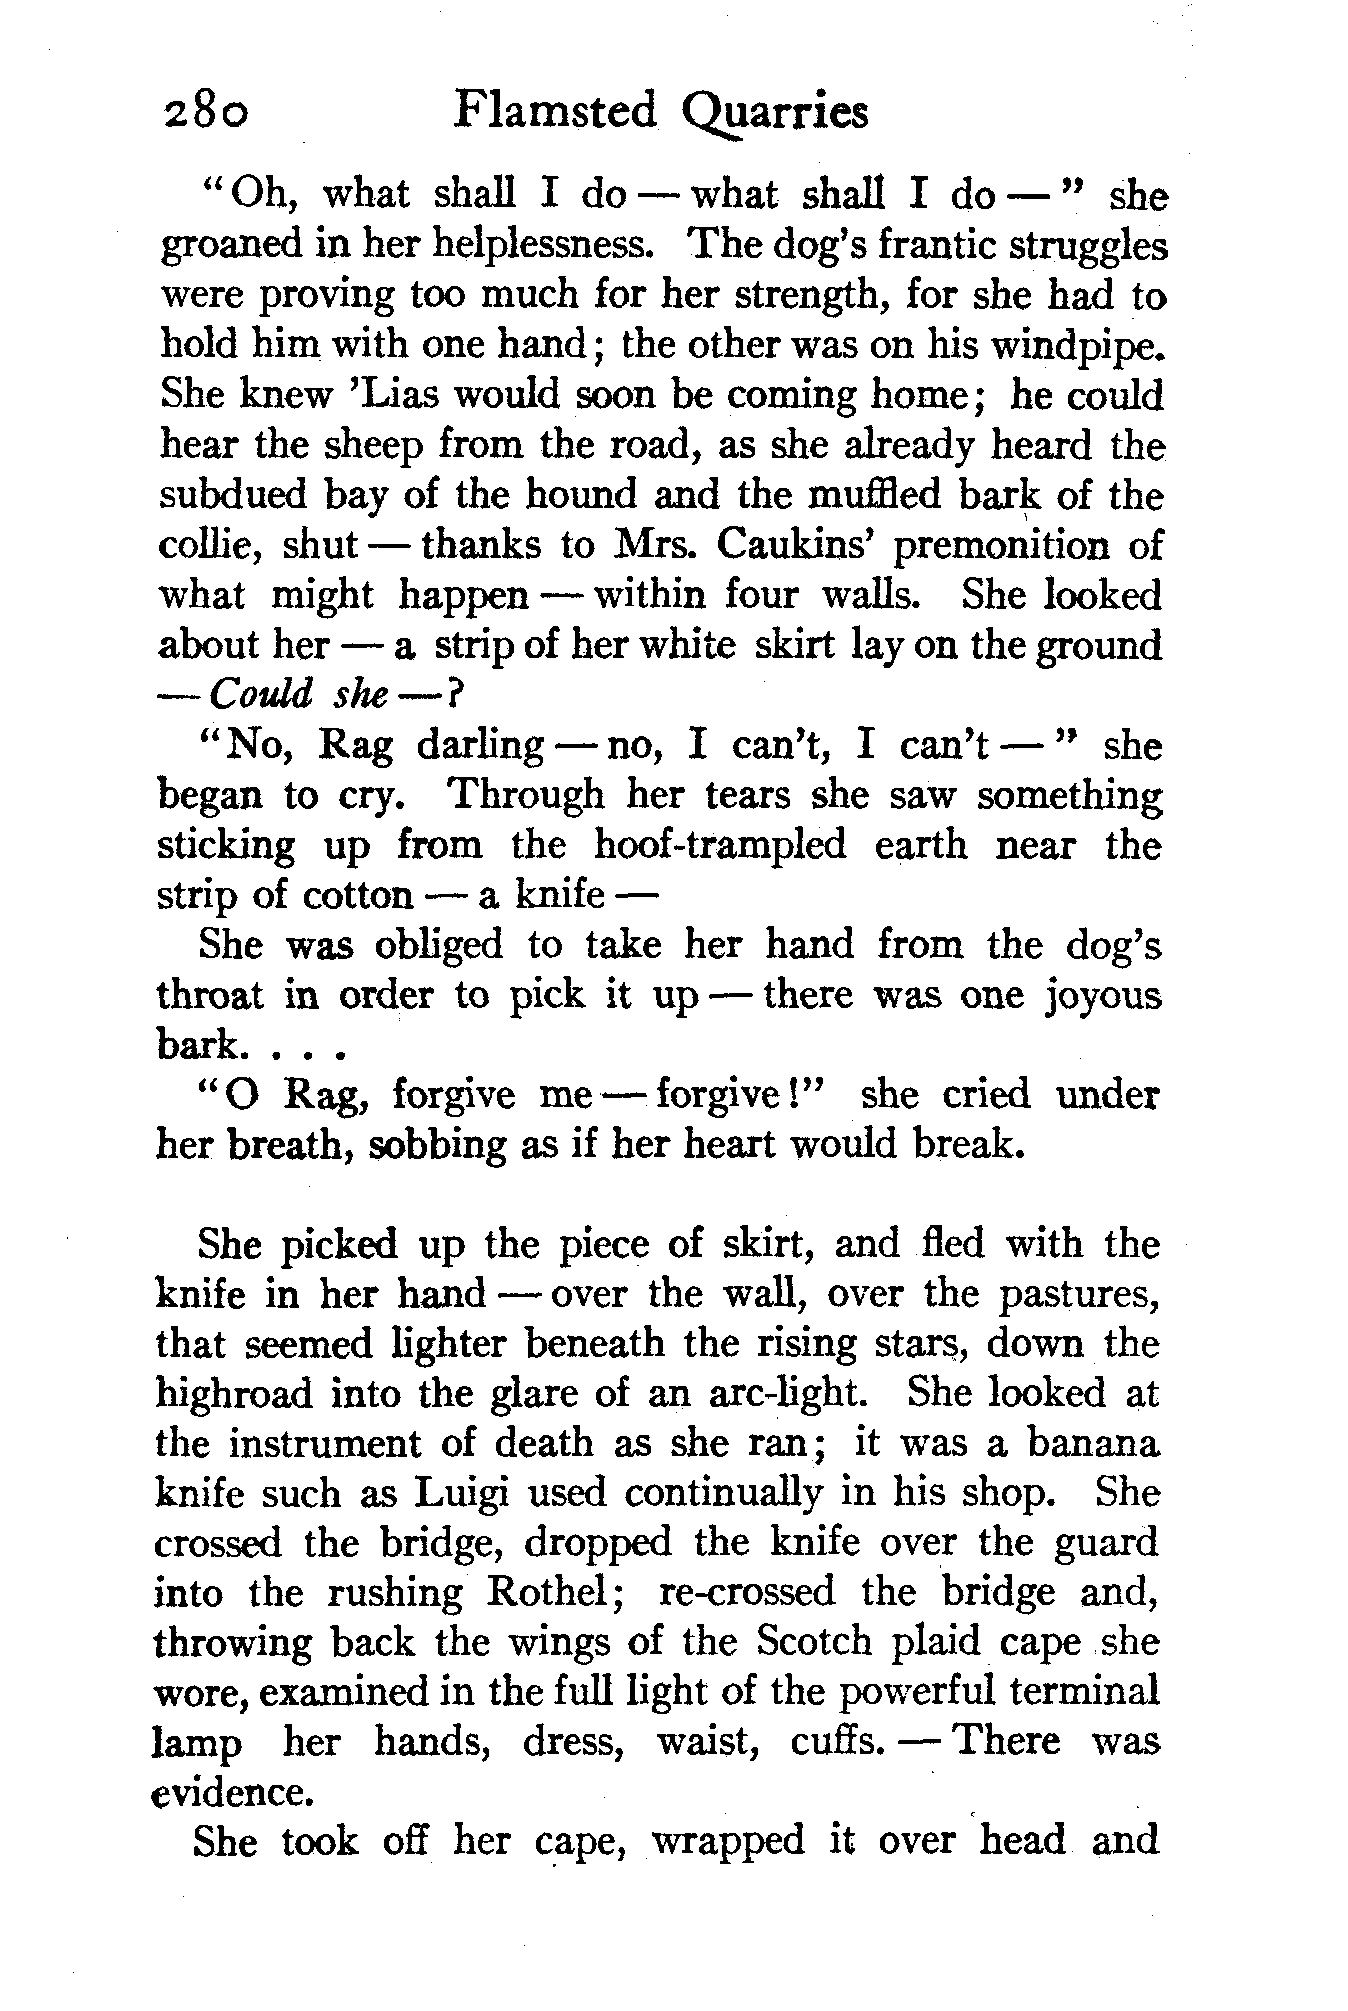 280 Flamsted Quarries
“Oh, what shall I do — what shall I do — ” she
groaned in her helplessness. The dog’s frantic struggles
were proving too much for her strength, for she had to
hold him with one hand; the other was on his windpipe.
She knew ’Lias would soon be coming home; he could
hear the sheep from the road, as she already heard the
subdued bay of the hound and the muffled bark of the
collie, shut — thanks to Mrs. Caukins’ premonition of
what might happen — within four walls. She looked
about her — a strip of her white skirt lay on the ground
— Could she —?
“No, Rag darling — no, I can’t, I can’t — ” she
began to cry. Through her tears she saw something
sticking up from the hoof-trampled earth near the
strip of cotton — a knife —
She was obliged to take her hand from the dog’s
throat in order to pick it up — there was one joyous
bark. . . .
“O Rag, forgive me — forgive!” she cried under
her breath, sobbing as if her heart would break.
She picked up the piece of skirt, and fled with the
knife in her hand — over the wall, over the pastures,
that seemed lighter beneath the rising stars, down the
highroad into the glare of an arc-light. She looked at
the instrument of death as she ran; it was a banana
knife such as Luigi used continually in his shop. She
crossed the bridge, dropped the knife over the guard
into the rushing Rothel; re-crossed the bridge and,
throwing back the wings of the Scotch plaid cape she
wore, examined in the full light of the powerful terminal
lamp her hands, dress, waist, cuffs. — There was
evidence.
She took off her cape, wrapped it over head and